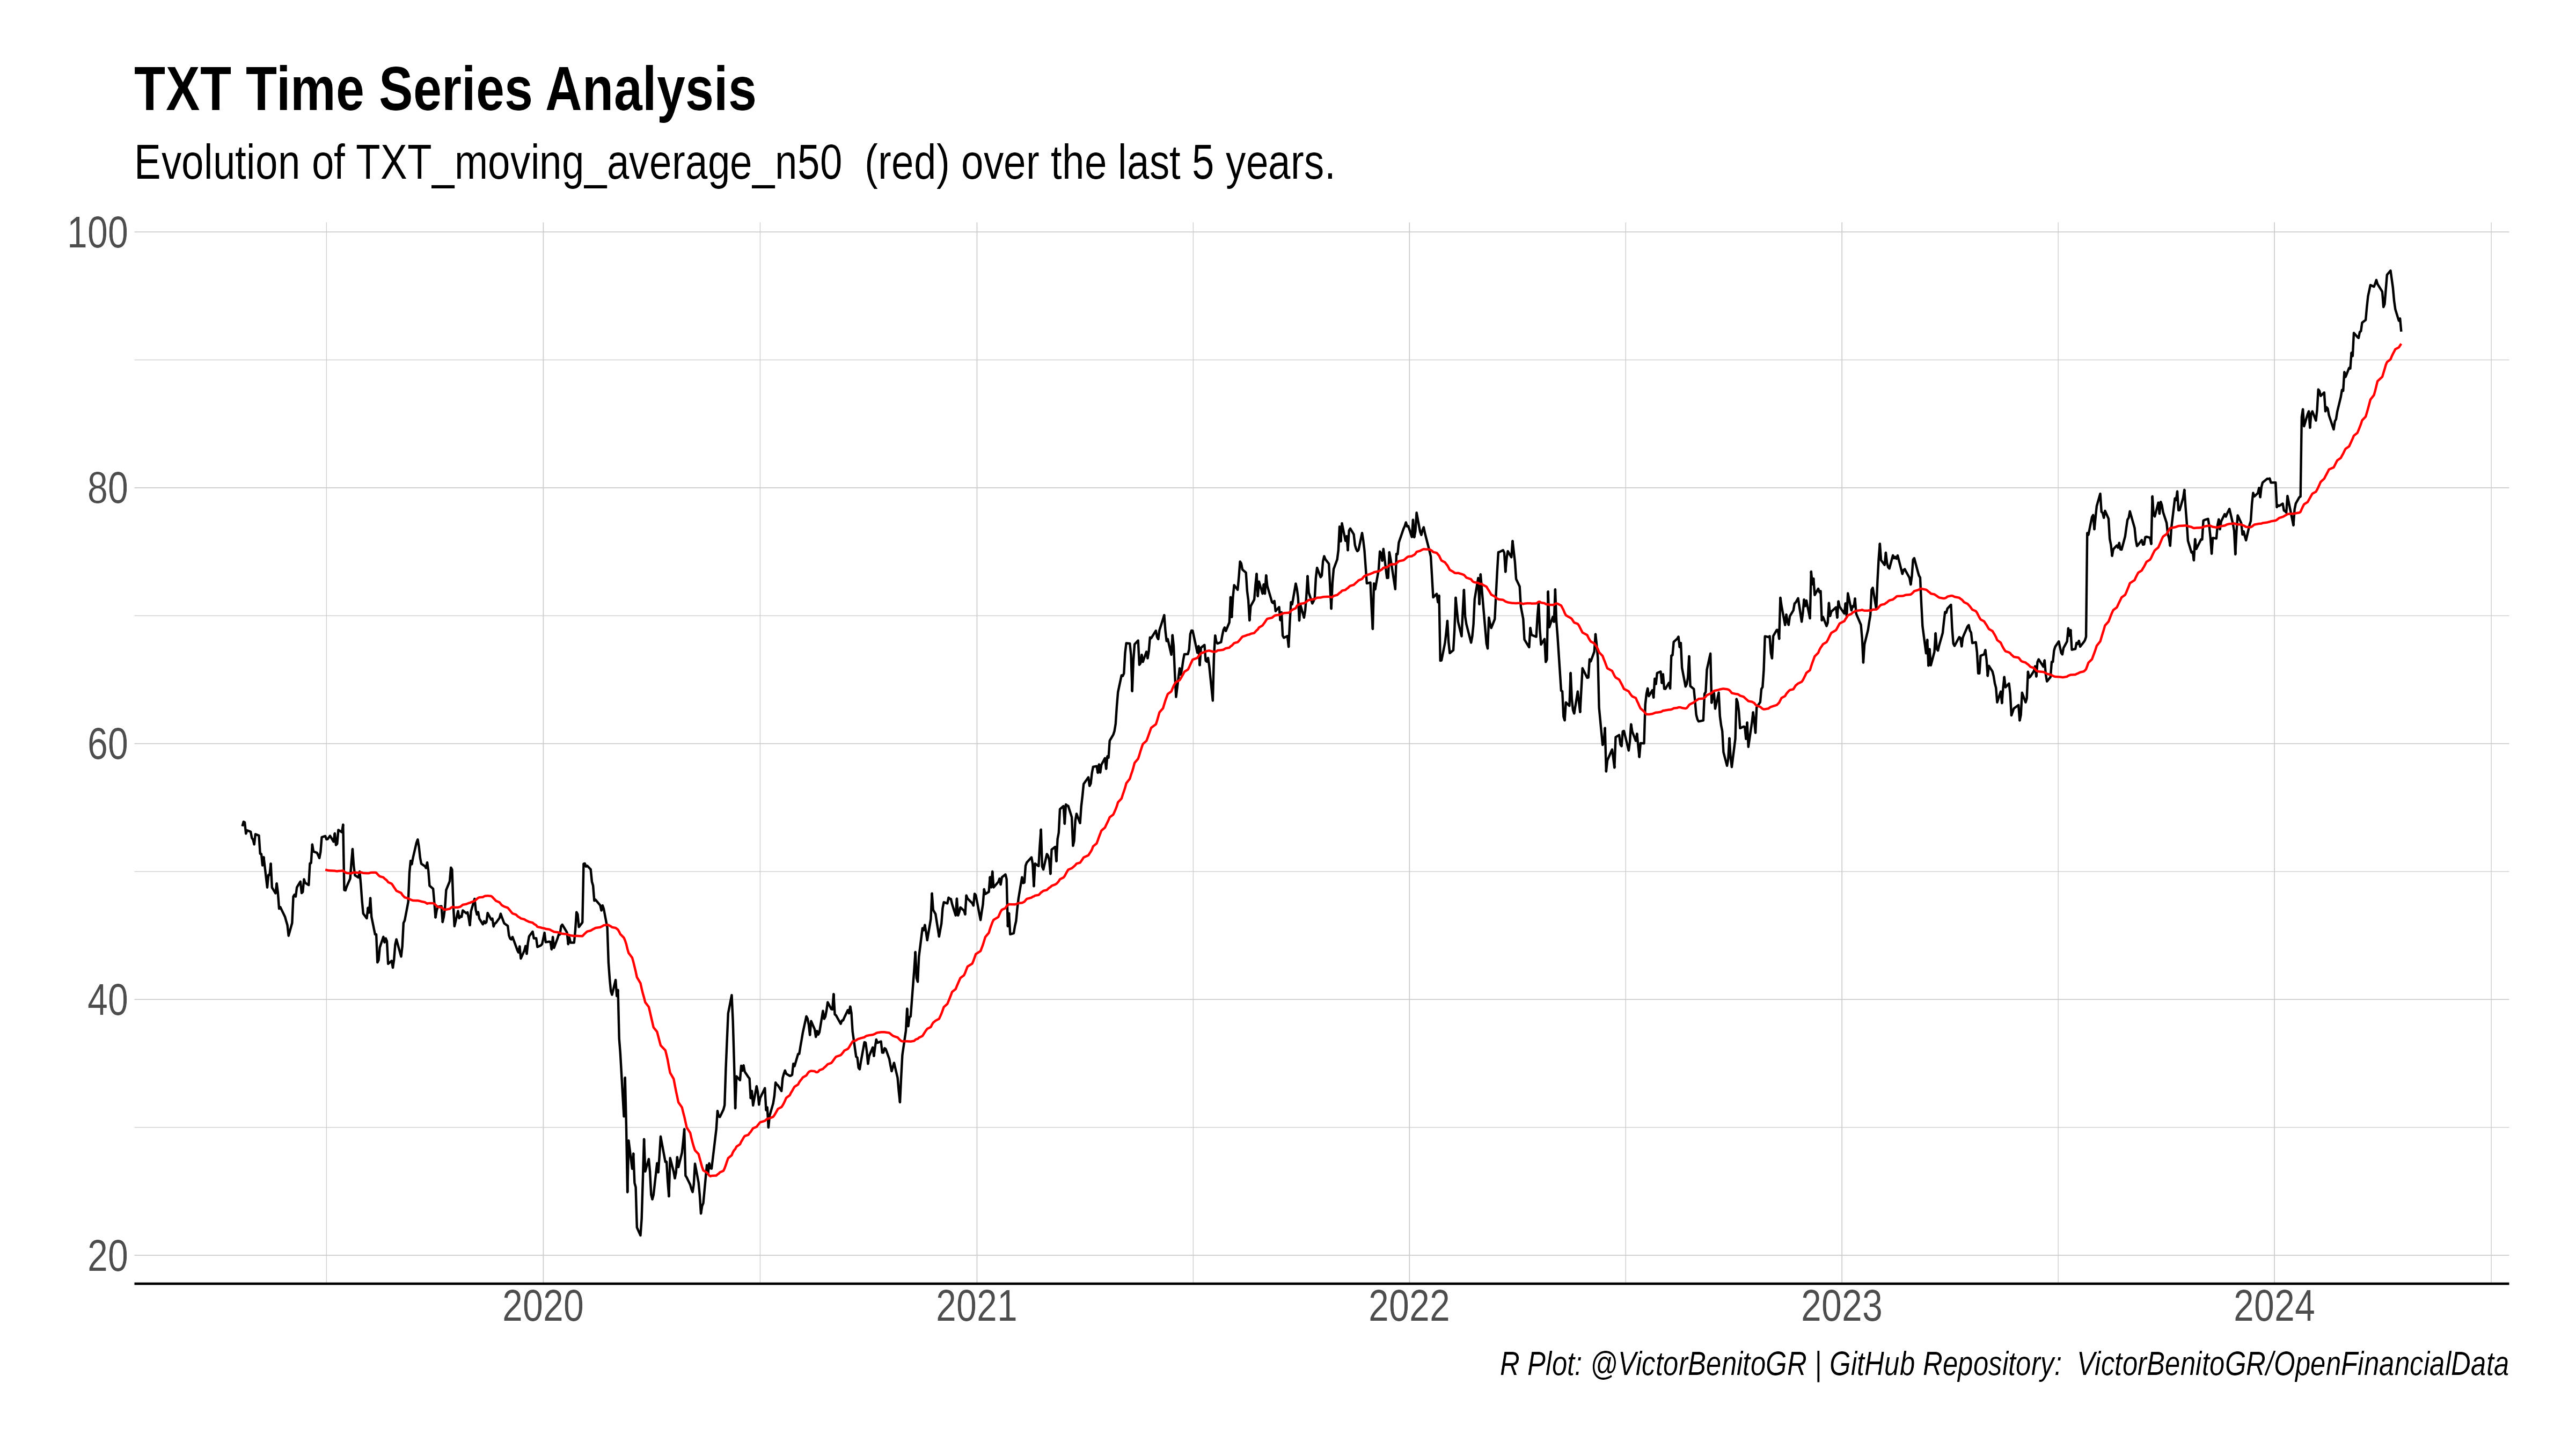 TXT Time Series Analysis
Evolution of TXT_moving_average_n50  (red) over the last 5 years.
100
80
60
40
20
2020 2021 2022 2023 2024
R Plot: @VictorBenitoGR | GitHub Repository:  VictorBenitoGR/OpenFinancialData